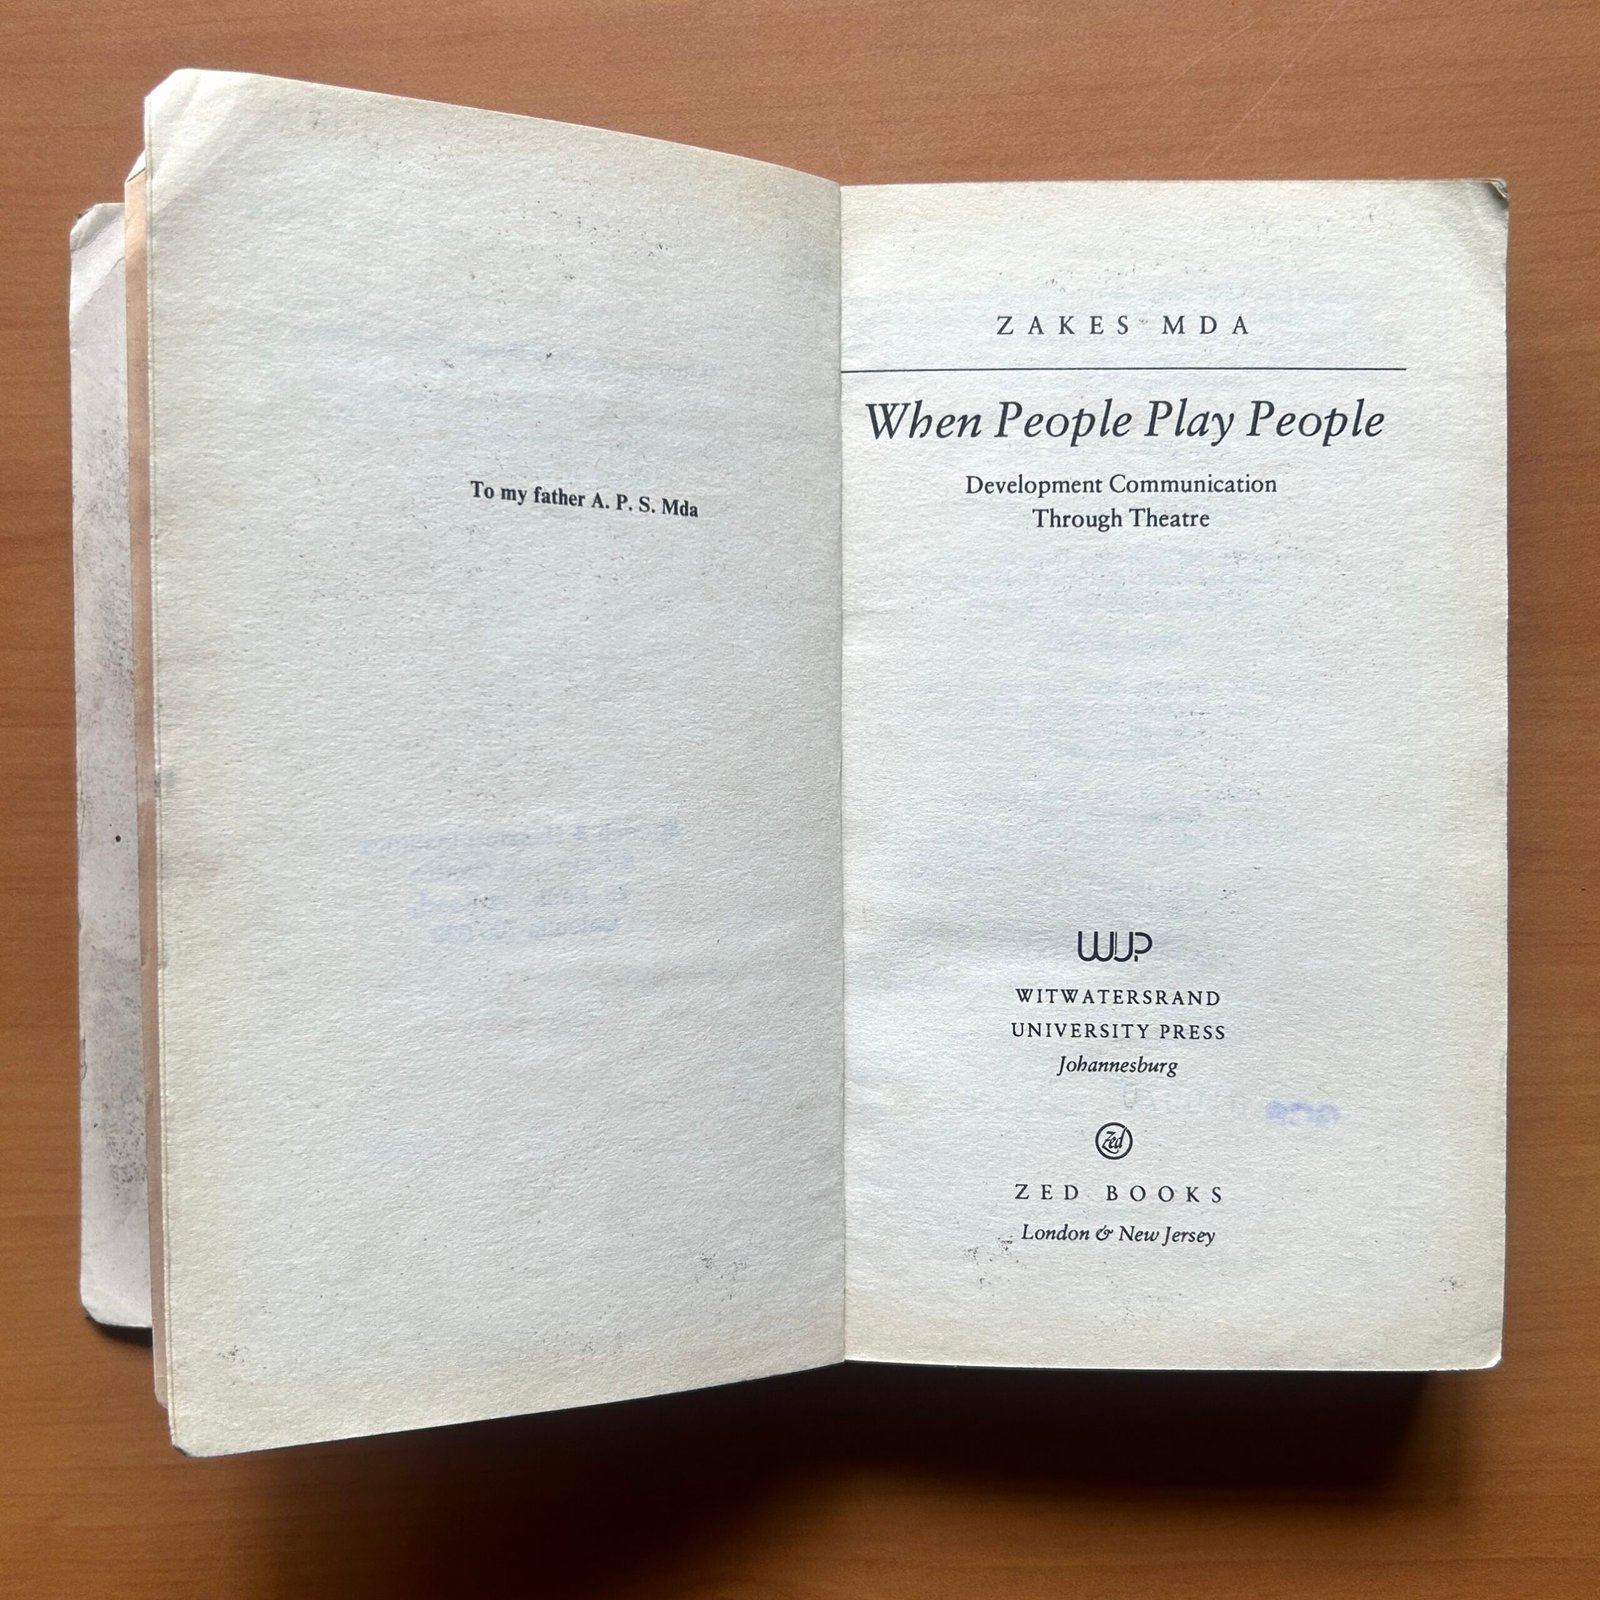 To my father A. P. S. Mda
ZAKES MDA
When People Play People
Development Communication
Through Theatre
WUP
WITWATERSRAND
UNIVERSITY PRESS
Johannesburg
Zed
ZED BOOKS
London & New Jersey